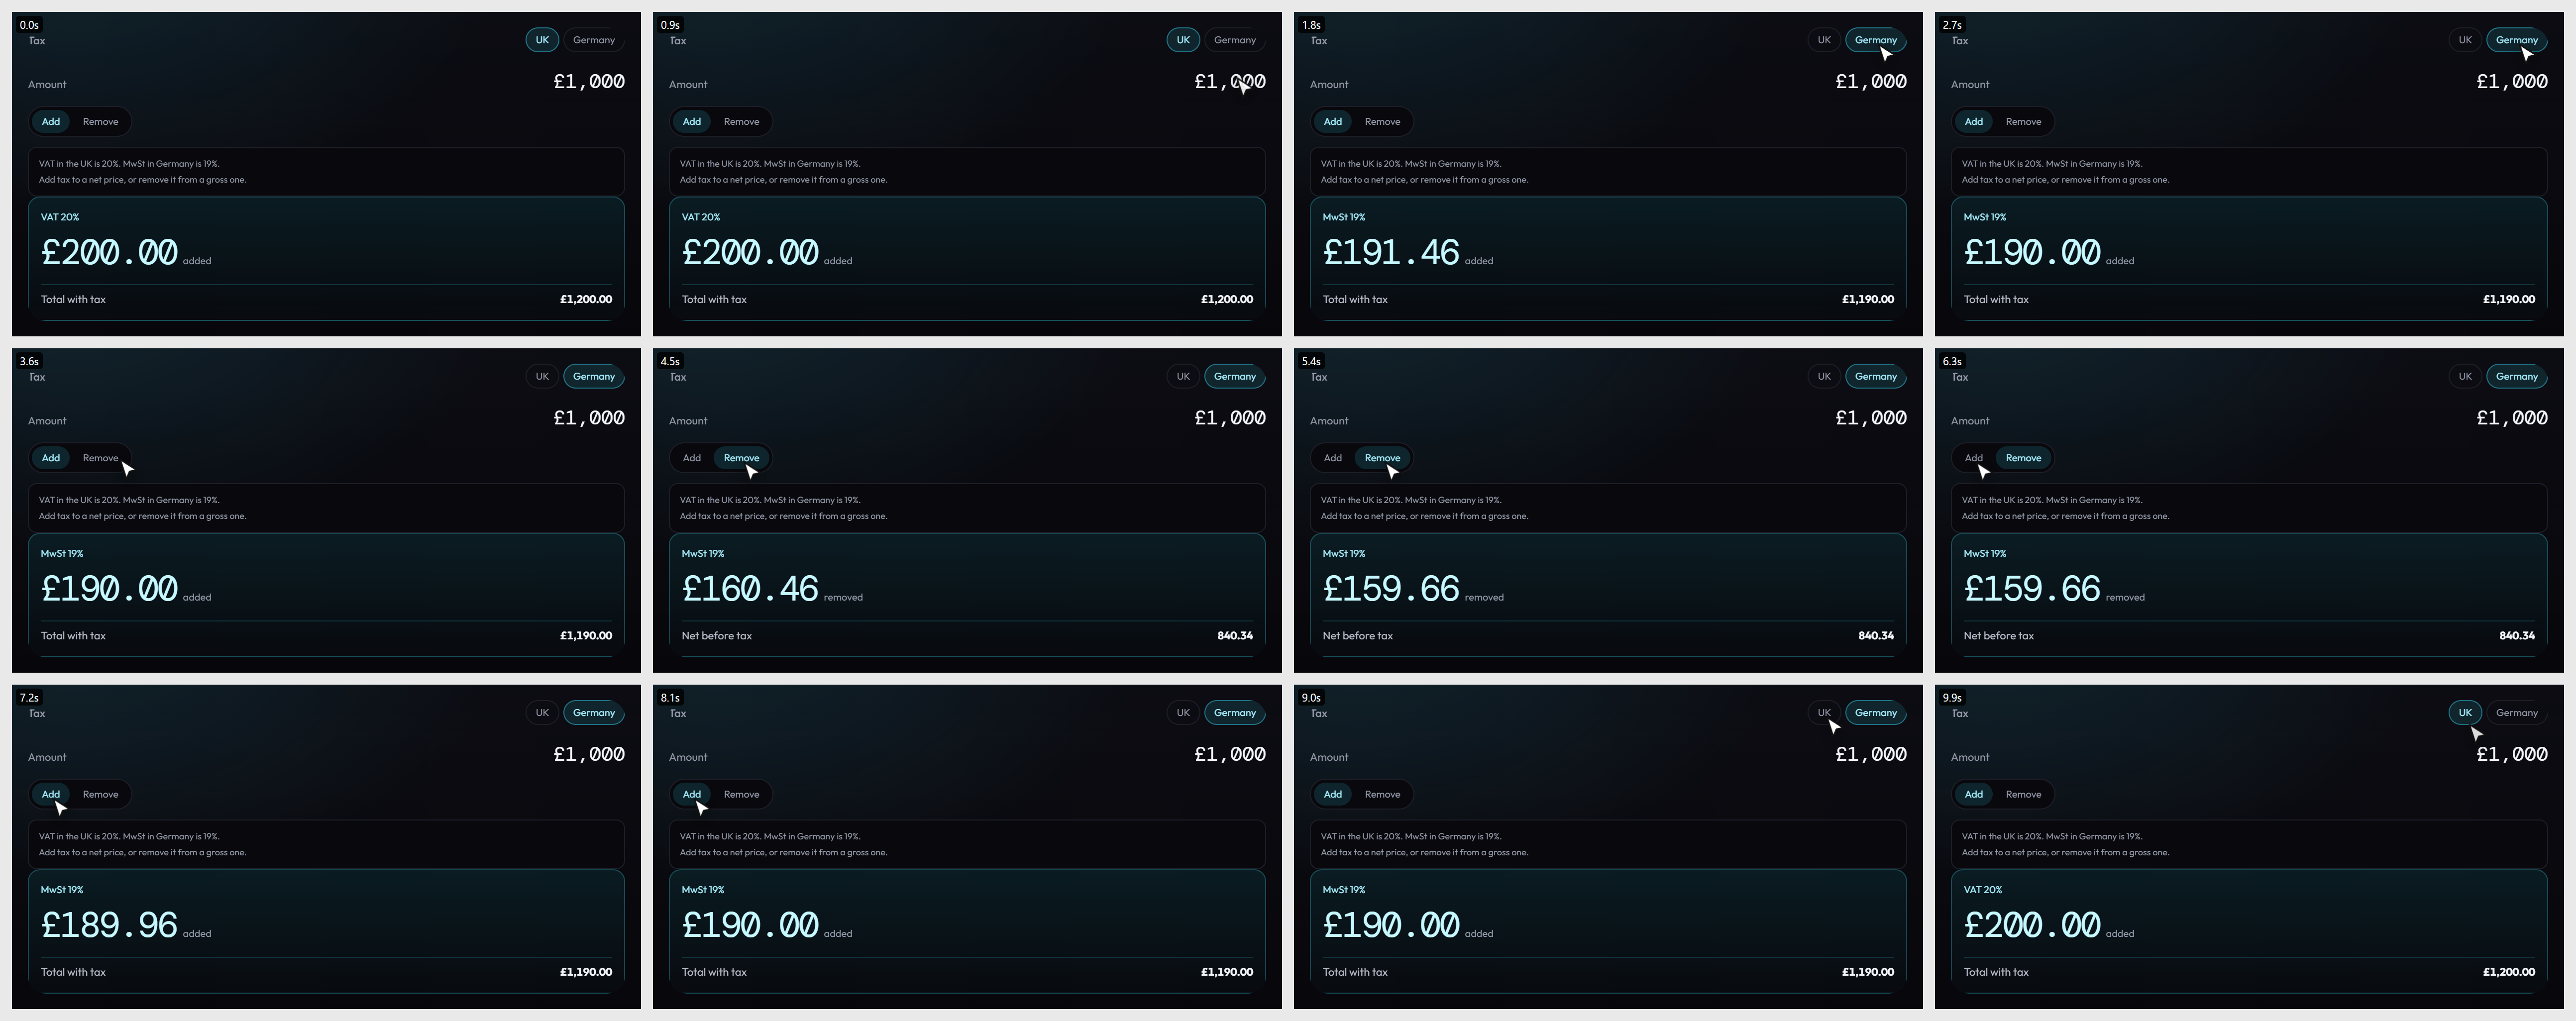 0.0s
Tax UK Germany
Amount £1,000
Add Remove
VAT in the UK is 20%. MwSt in Germany is 19%.
Add tax to a net price, or remove it from a gross one.
VAT 20%
£200.00 added
Total with tax £1,200.00
0.9s
Tax UK Germany
Amount £1,000
Add Remove
VAT in the UK is 20%. MwSt in Germany is 19%.
Add tax to a net price, or remove it from a gross one.
VAT 20%
£200.00 added
Total with tax £1,200.00
1.8s
Tax UK Germany
Amount £1,000
Add Remove
VAT in the UK is 20%. MwSt in Germany is 19%.
Add tax to a net price, or remove it from a gross one.
MwSt 19%
£191.46 added
Total with tax £1,190.00
2.7s
Tax UK Germany
Amount £1,000
Add Remove
VAT in the UK is 20%. MwSt in Germany is 19%.
Add tax to a net price, or remove it from a gross one.
MwSt 19%
£190.00 added
Total with tax £1,190.00
3.6s
Tax UK Germany
Amount £1,000
Add Remove
VAT in the UK is 20%. MwSt in Germany is 19%.
Add tax to a net price, or remove it from a gross one.
MwSt 19%
£190.00 added
Total with tax £1,190.00
4.5s
Tax UK Germany
Amount £1,000
Add Remove
VAT in the UK is 20%. MwSt in Germany is 19%.
Add tax to a net price, or remove it from a gross one.
MwSt 19%
£160.46 removed
Net before tax 840.34
5.4s
Tax UK Germany
Amount £1,000
Add Remove
VAT in the UK is 20%. MwSt in Germany is 19%.
Add tax to a net price, or remove it from a gross one.
MwSt 19%
£159.66 removed
Net before tax 840.34
6.3s
Tax UK Germany
Amount £1,000
Add Remove
VAT in the UK is 20%. MwSt in Germany is 19%.
Add tax to a net price, or remove it from a gross one.
MwSt 19%
£159.66 removed
Net before tax 840.34
7.2s
Tax UK Germany
Amount £1,000
Add Remove
VAT in the UK is 20%. MwSt in Germany is 19%.
Add tax to a net price, or remove it from a gross one.
MwSt 19%
£189.96 added
Total with tax £1,190.00
8.1s
Tax UK Germany
Amount £1,000
Add Remove
VAT in the UK is 20%. MwSt in Germany is 19%.
Add tax to a net price, or remove it from a gross one.
MwSt 19%
£190.00 added
Total with tax £1,190.00
9.0s
Tax UK Germany
Amount £1,000
Add Remove
VAT in the UK is 20%. MwSt in Germany is 19%.
Add tax to a net price, or remove it from a gross one.
MwSt 19%
£190.00 added
Total with tax £1,190.00
9.9s
Tax UK Germany
Amount £1,000
Add Remove
VAT in the UK is 20%. MwSt in Germany is 19%.
Add tax to a net price, or remove it from a gross one.
VAT 20%
£200.00 added
Total with tax £1,200.00